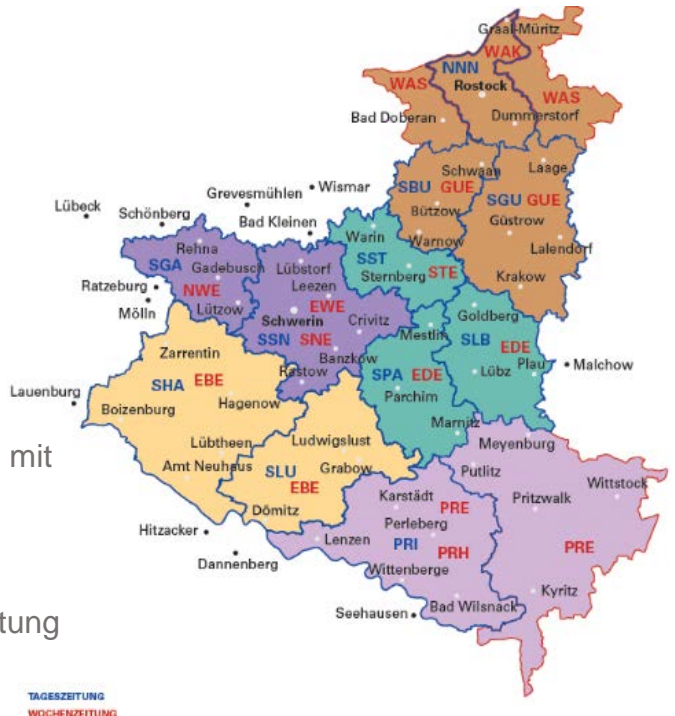 Graal-Müritz
WAK
NNN
Rostock
WAS
WAS
Bad Doberan
Dummerstorf
Schwaan
Laage
SBU GUE
SGU GUE
Bützow
Güstrow
Warnow
Lalendorf
Krakow
Wismar
Grevesmühlen
Lübeck
Schönberg
Bad Kleinen
Warin
SST
Sternberg
STE
Rehna
SGA
Gadebusch
Lübstorf
Leezen
Ratzeburg
NWE
EWE
Mölln
Lützow
Schwerin
Crivitz
SSN SNE
Banzkow
Rastow
Goldberg
Mestlin
SLB EDE
Lübz
Plau
Malchow
SPA EDE
Parchim
Marnitz
Zarrentin
SHA EBE
Lauenburg
Boizenburg
Hagenow
mit
Lübtheen
Ludwigslust
Amt Neuhaus
SLU
Grabow
EBE
Dömitz
Meyenburg
Putlitz
Wittstock
Karstädt
PRE
Pritzwalk
Perleberg
Hitzacker
Lenzen
PRI
PRH
PRE
Dannenberg
Wittenberge
Kyritz
Seehausen
Bad Wilsnack
tung
TAGESZEITUNG
WOCHENZEITUNG